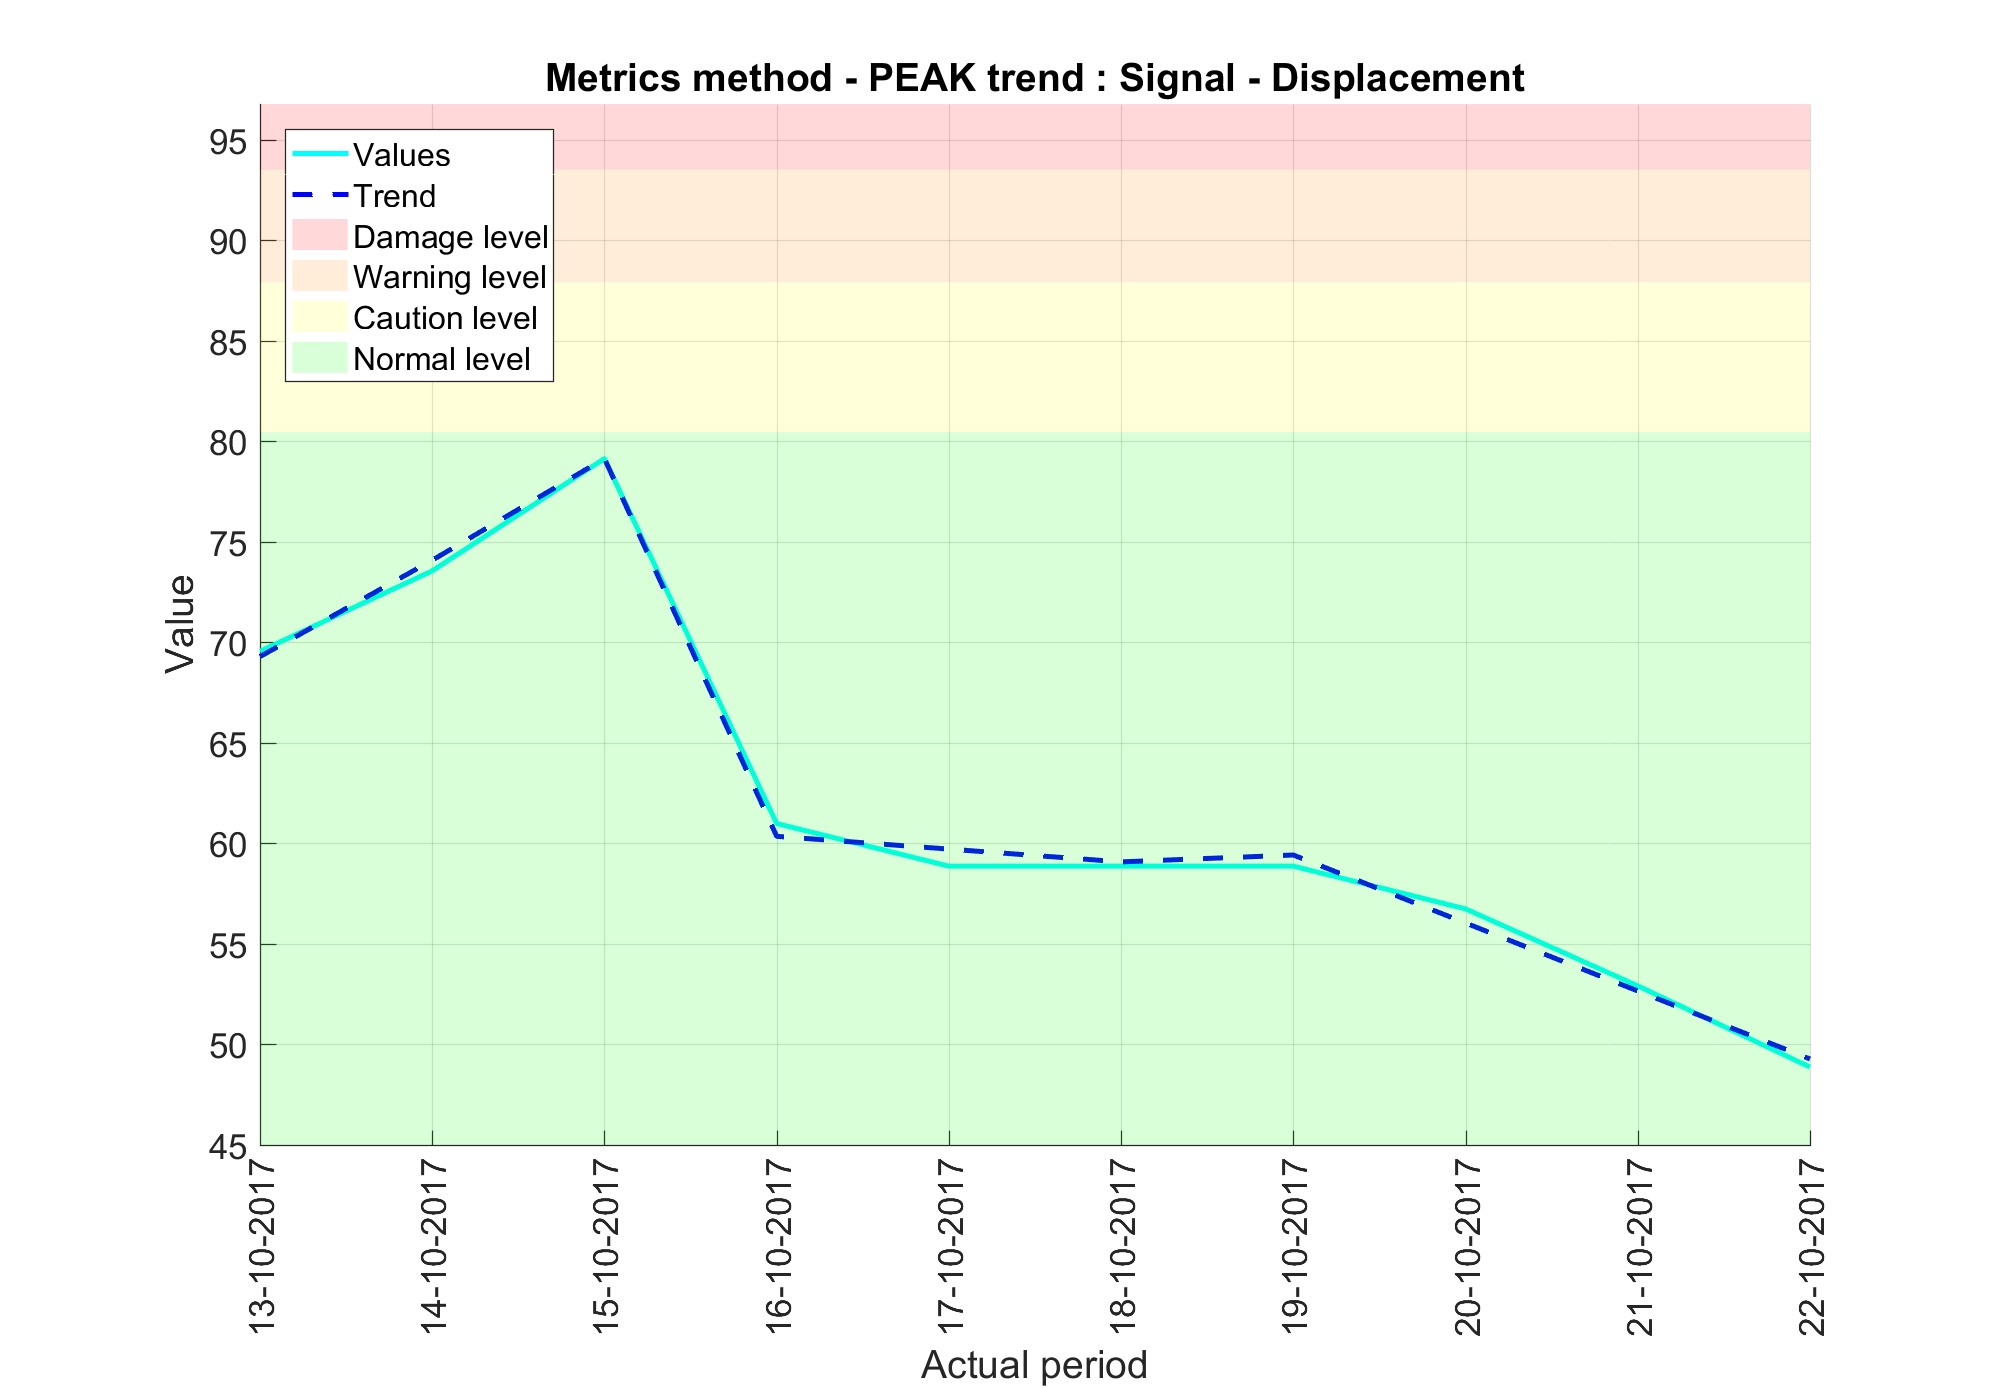 Metrics method - PEAK trend : Signal - Displacement
Values
Trend
Damage level
Warning level
Caution level
Normal level
95
90
85
80
75
70
65
60
55
50
45
Value
13-10-2017
14-10-2017
15-10-2017
16-10-2017
17-10-2017
18-10-2017
19-10-2017
20-10-2017
21-10-2017
22-10-2017
Actual period